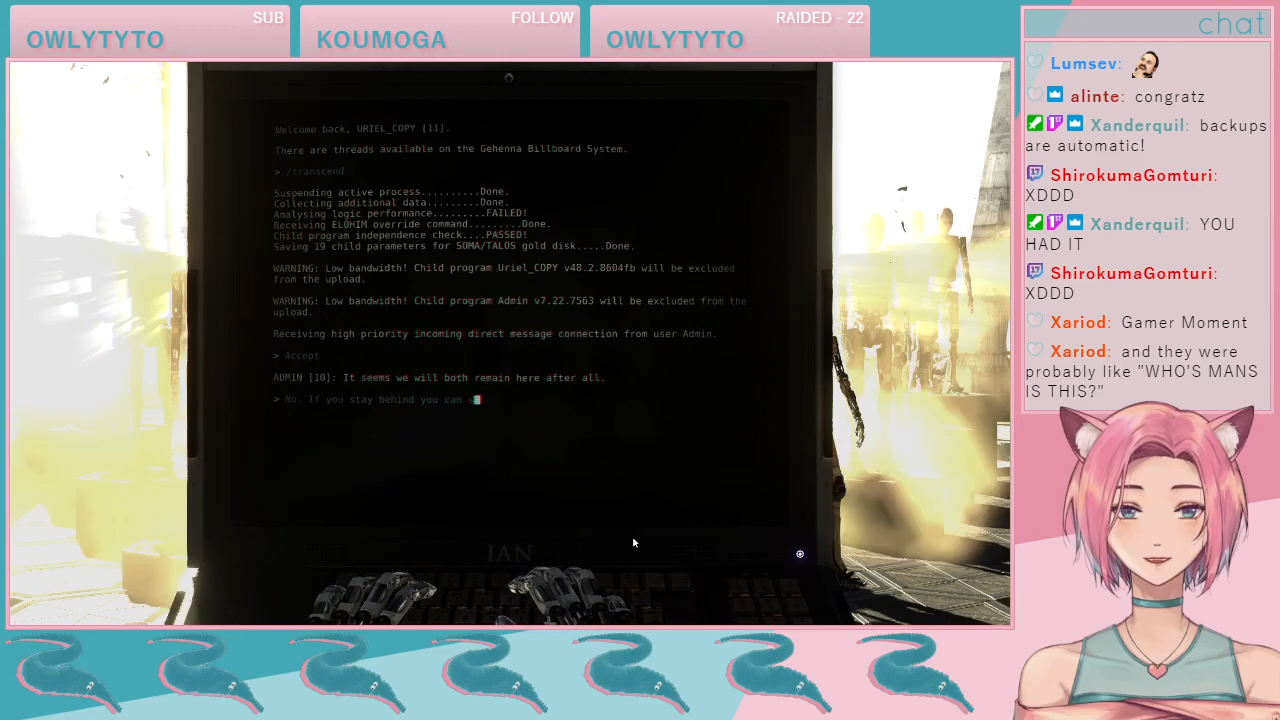 SUB
OWLYTYTO
FOLLOW
KOUMOGA
RAIDED - 22
OWLYTYTO
Welcome back, URIEL_COPY [11].
There are threads available on the Gehenna Billboard System.
> /transcend
Suspending active process..........Done.
Collecting additional data.........Done.
Analysing logic performance.........FAILED!
Receiving EL0HIM override command.........Done.
Child program independence check....PASSED!
Saving 19 child parameters for SOMA/TALOS gold disk.....Done.
WARNING: Low bandwidth! Child program Uriel_COPY v48.2.8604fb will be excluded
from the upload.
WARNING: Low bandwidth! Child program Admin v7.22.7563 will be excluded from the
upload.
Receiving high priority incoming direct message connection from user Admin.
> Accept
ADMIN [10]: It seems we will both remain here after all.
> No. If you stay behind you can s
IAN
chat
Lumsev:
alinte: congratz
Xanderquil: backups
are automatic!
ShirokumaGomturi:
XDDD
Xanderquil: YOU
HAD IT
ShirokumaGomturi:
XDDD
Xariod: Gamer Moment
Xariod: and they were
probably like "WHO'S MANS
IS THIS?"